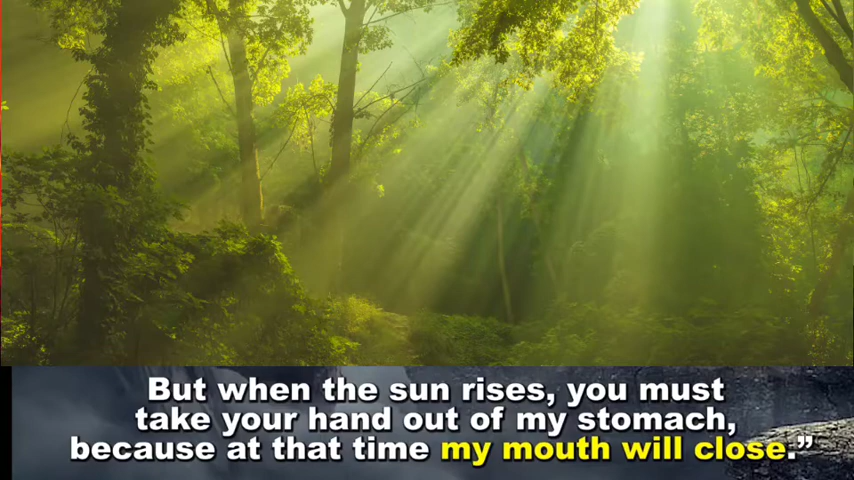 But when the sun rises, you must
take your hand out of my stomach,
because at that time my mouth will close.”